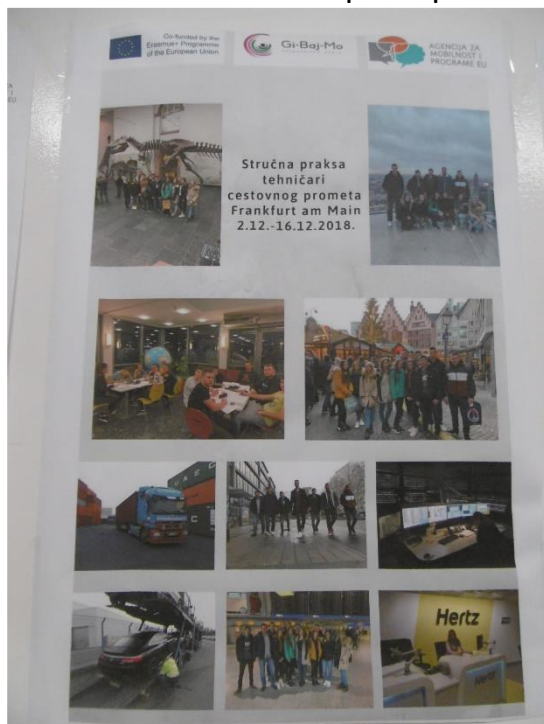 Co-funded by the
Erasmus+ Programme
of the European Union
Gi-Baj-Mo
AGENCIJA ZA
MOBILNOST I
PROGRAME EU
Stručna praksa
tehničari
cestovnog prometa
Frankfurt am Main
2.12.-16.12.2018.
Hertz
Hertz